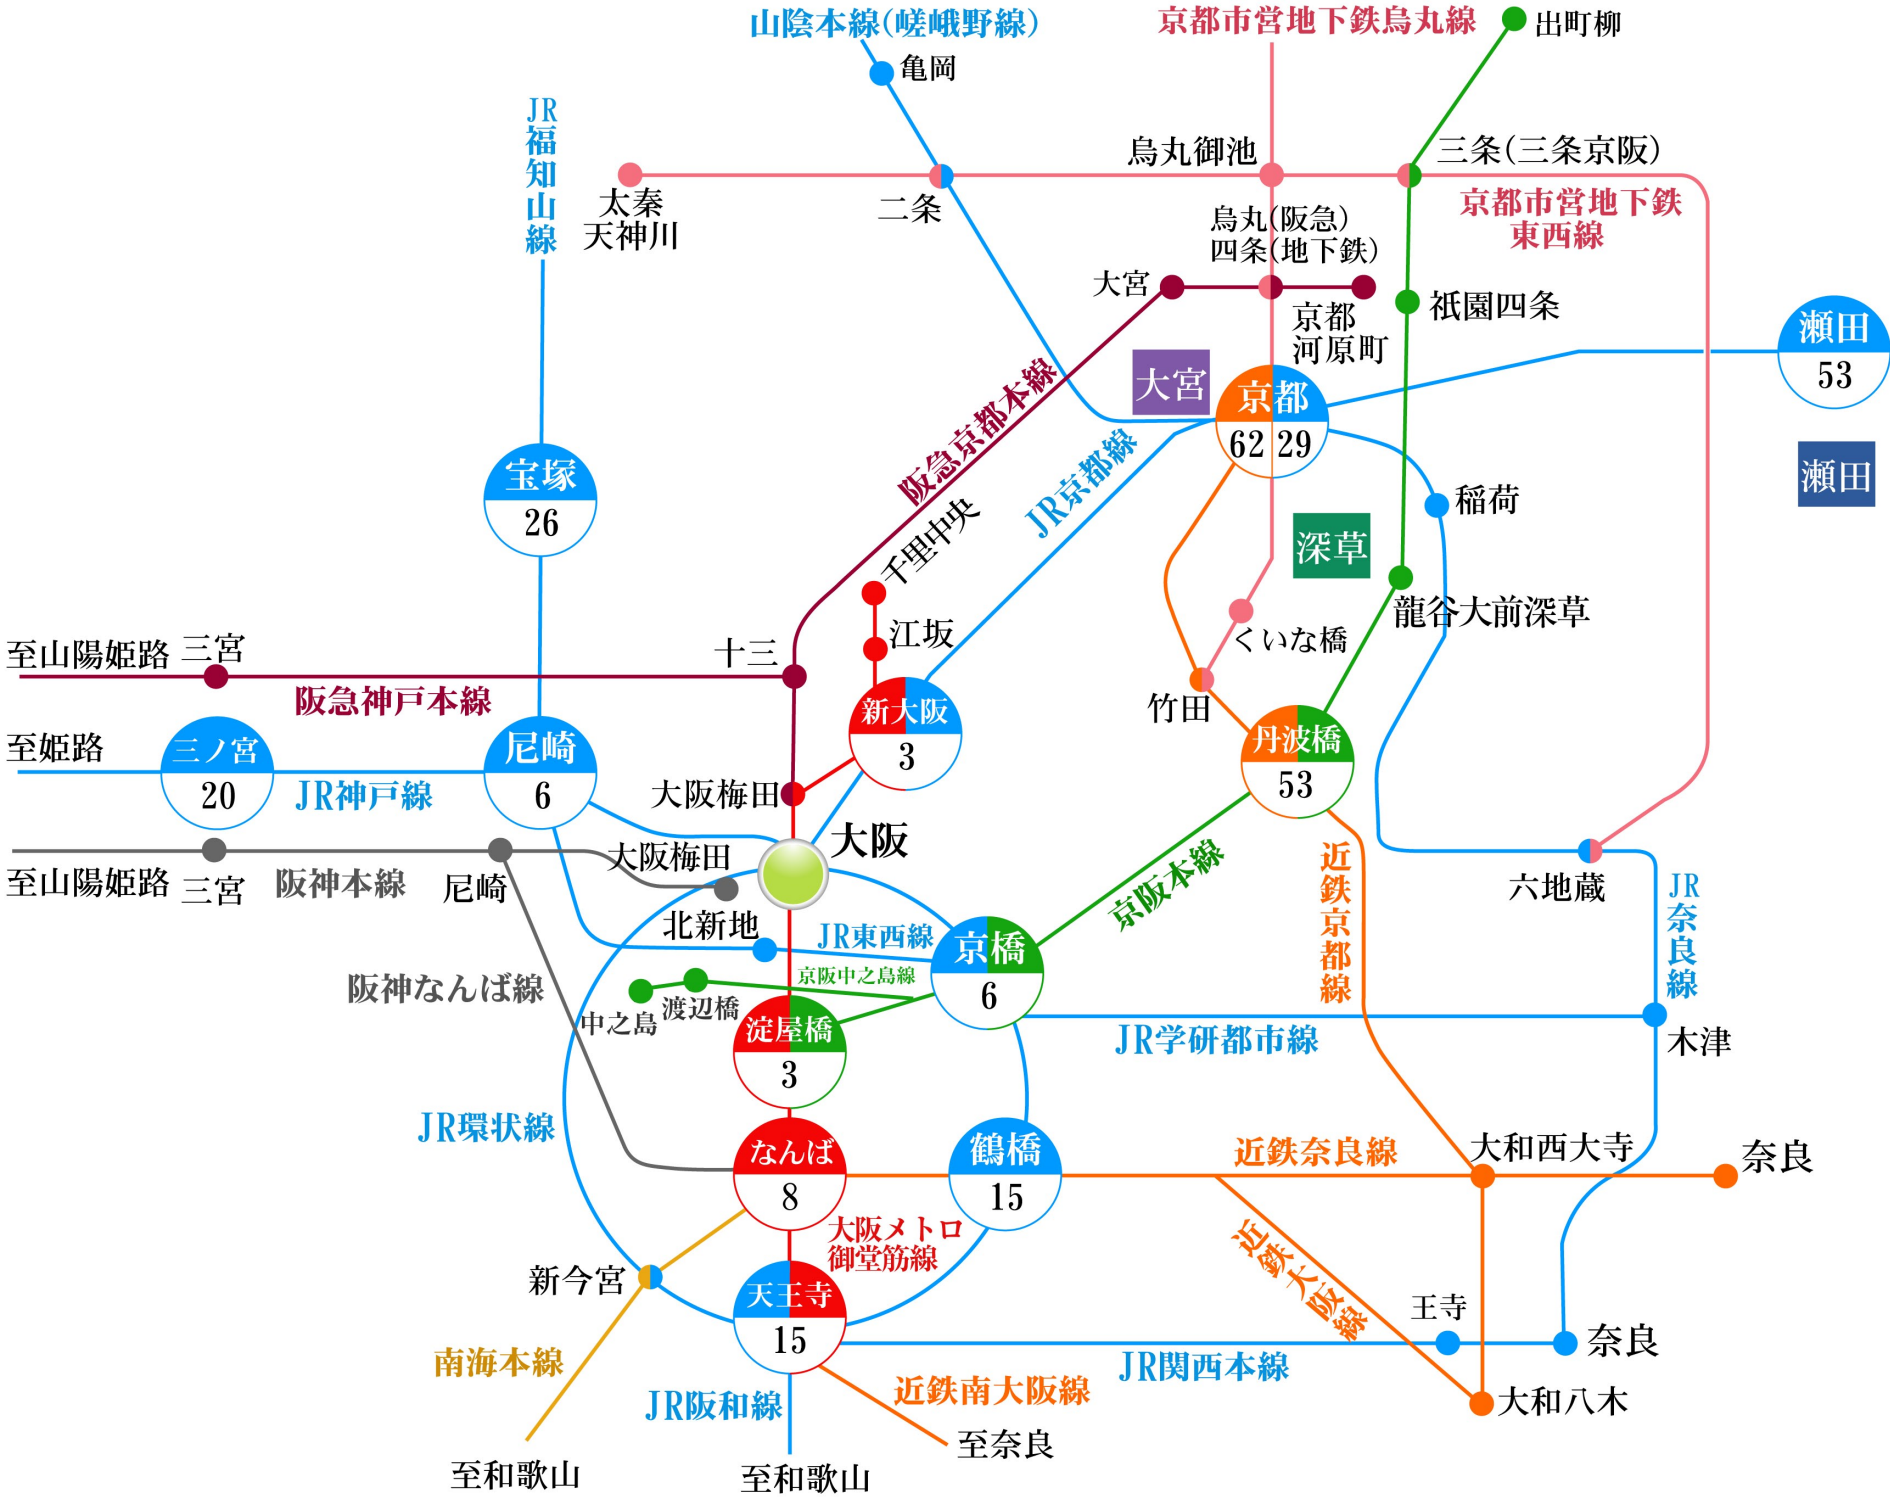 山陰本線(嵯峨野線)
京都市営地下鉄烏丸線
出町柳
亀岡
JR福知山線
烏丸御池
三条(三条京阪)
太秦
天神川
二条
京都市営地下鉄
東西線
烏丸(阪急)
四条(地下鉄)
大宮
京都
河原町
祇園四条
瀬田
53
大宮
京都
62 29
阪急京都本線
JR京都線
瀬田
宝塚
26
千里中央
稲荷
深草
龍谷大前深草
くいな橋
至山陽姫路
三宮
十三
江坂
阪急神戸本線
竹田
新大阪
3
丹波橋
53
至姫路
三ノ宮
20
JR神戸線
尼崎
6
大阪梅田
大阪
大阪梅田
至山陽姫路
三宮
阪神本線
尼崎
京阪本線
近鉄京都線
六地蔵
JR奈良線
北新地
JR東西線
京橋
6
阪神なんば線
京阪中之島線
中之島
渡辺橋
淀屋橋
3
JR学研都市線
木津
JR環状線
なんば
8
鶴橋
15
近鉄奈良線
大和西大寺
奈良
大阪メトロ
御堂筋線
近鉄大阪線
新今宮
天王寺
15
王寺
奈良
南海本線
JR関西本線
JR阪和線
近鉄南大阪線
大和八木
至奈良
至和歌山
至和歌山